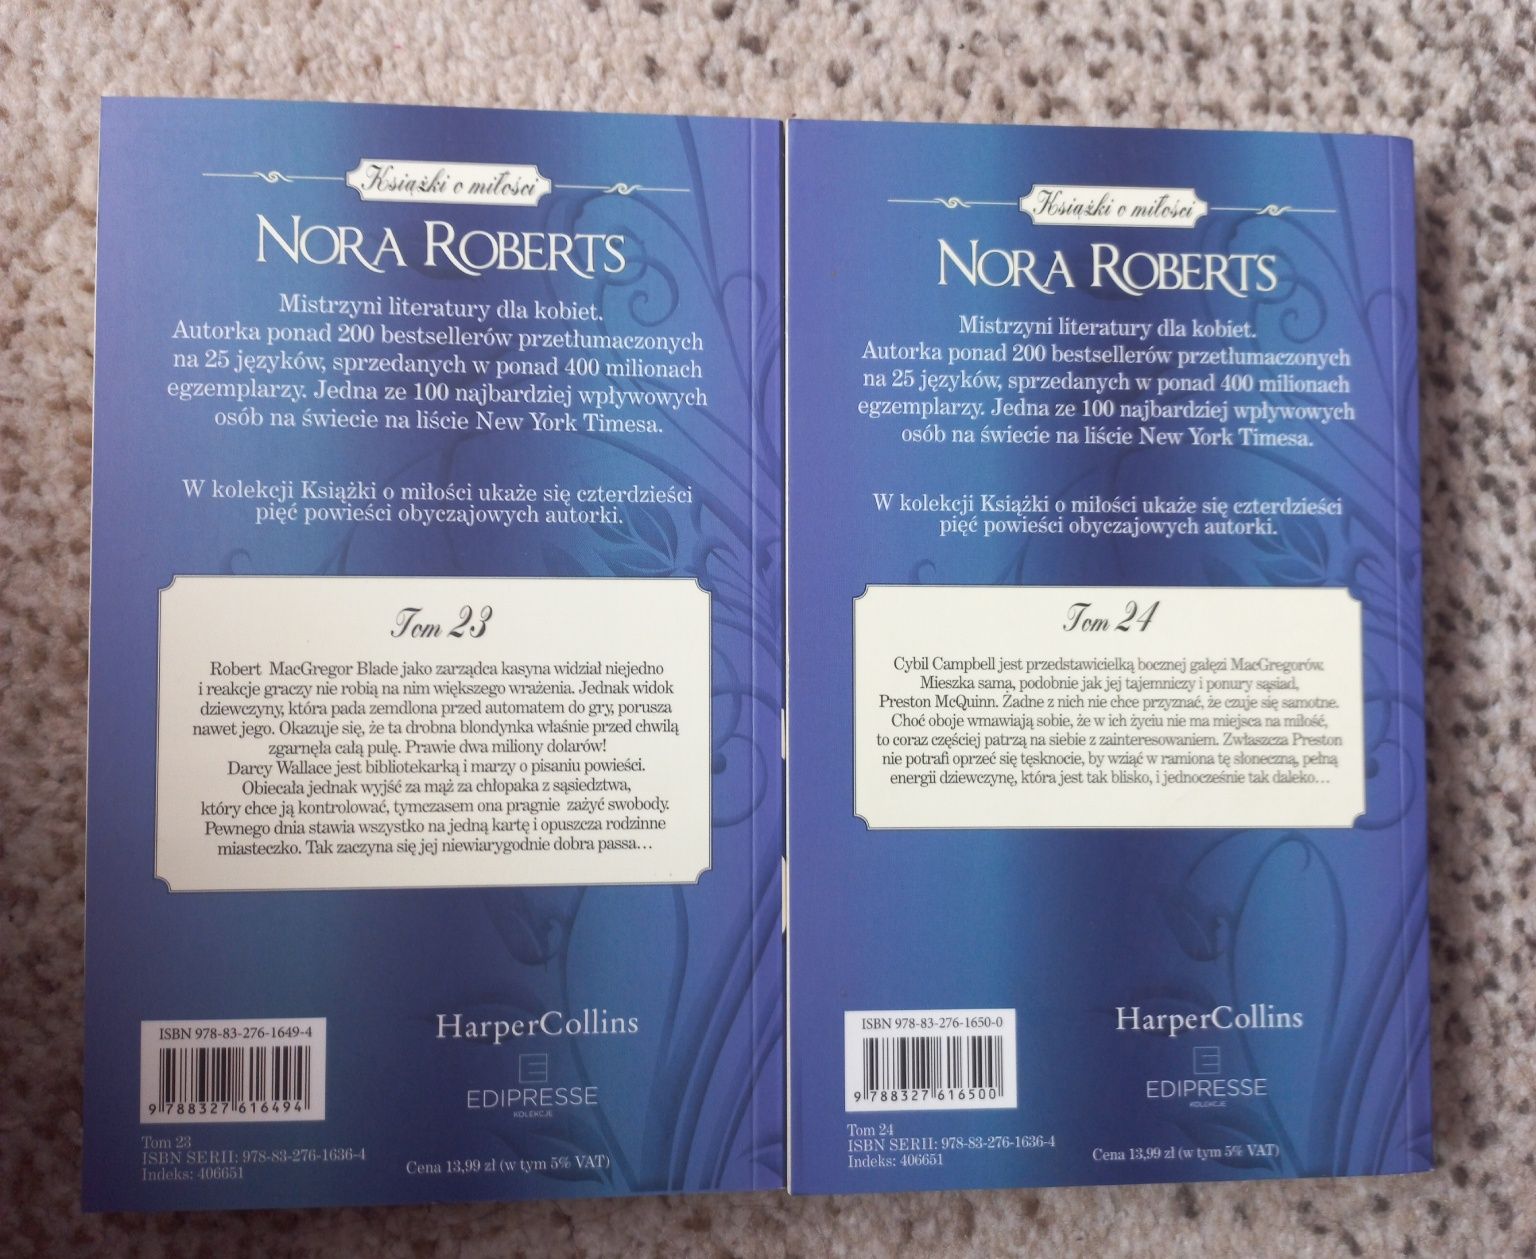 Książki o miłości
NORA ROBERTS
Mistrzyni literatury dla kobiet.
Autorka ponad 200 bestsellerów przetłumaczonych
na 25 języków, sprzedanych w ponad 400 milionach
egzemplarzy. Jedna ze 100 najbardziej wpływowych
osób na świecie na liście New York Timesa.
W kolekcji Książki o miłości ukaże się czterdzieści
pięć powieści obyczajowych autorki.
Tom 23
Robert MacGregor Blade jako zarządca kasyna widział niejedno
i reakcje graczy nie robią na nim większego wrażenia. Jednak widok
dziewczyny, która pada zemdlona przed automatem do gry, porusza
nawet jego. Okazuje się, że ta drobna blondynka właśnie przed chwilą
zgarnęła całą pulę. Prawie dwa miliony dolarów!
Darcy Wallace jest bibliotekarką i marzy o pisaniu powieści.
Obiecała jednak wyjść za mąż za chłopaka z sąsiedztwa,
który chce ją kontrolować, tymczasem ona pragnie zażyć swobody.
Pewnego dnia stawia wszystko na jedną kartę i opuszcza rodzinne
miasteczko. Tak zaczyna się jej niewiarygodnie dobra passa...
ISBN 978-83-276-1649-4
9 788327 616494
HarperCollins
EDIPRESSE
KOLEKCJE
Tom 23
ISBN SERII: 978-83-276-1636-4
Indeks: 406651
Cena 13,99 zł (w tym 5% VAT)
Książki o miłości
NORA ROBERTS
Mistrzyni literatury dla kobiet.
Autorka ponad 200 bestsellerów przetłumaczonych
na 25 języków, sprzedanych w ponad 400 milionach
egzemplarzy. Jedna ze 100 najbardziej wpływowych
osób na świecie na liście New York Timesa.
W kolekcji Książki o miłości ukaże się czterdzieści
pięć powieści obyczajowych autorki.
Tom 24
Cybil Campbell jest przedstawicielką bocznej gałęzi MacGregorów.
Mieszka sama, podobnie jak jej tajemniczy i ponury sąsiad,
Preston McQuinn. Żadne z nich nie chce przyznać, że czuje się samotne.
Choć oboje wmawiają sobie, że w ich życiu nie ma miejsca na miłość,
to coraz częściej patrzą na siebie z zainteresowaniem. Zwłaszcza Preston
nie potrafi oprzeć się tęsknocie, by wziąć w ramiona tę słoneczną, pełną
energii dziewczynę, która jest tak blisko, i jednocześnie tak daleko...
ISBN 978-83-276-1650-0
9 788327 616500
HarperCollins
EDIPRESSE
KOLEKCJE
Tom 24
ISBN SERII: 978-83-276-1636-4
Indeks: 406651
Cena 13,99 zł (w tym 5% VAT)